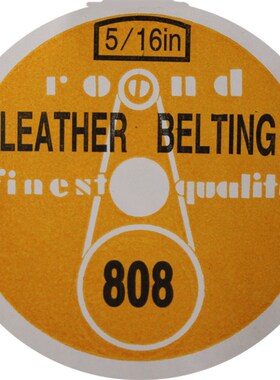 5/16in
round
LEATHER BELTING
finest quality
808